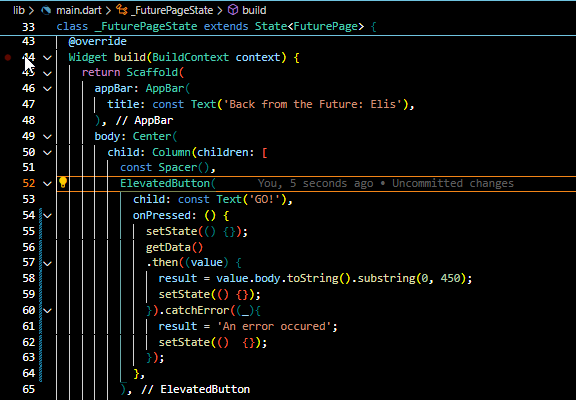 lib > main.dart > _FuturePageState > build
33 class _FuturePageState extends State<FuturePage> {
43 @override
44 Widget build(BuildContext context) {
45 return Scaffold(
46 appBar: AppBar(
47 title: const Text('Back from the Future: Elis'),
48 ), // AppBar
49 body: Center(
50 child: Column(children: [
51 const Spacer(),
52 ElevatedButton( You, 5 seconds ago • Uncommitted changes
53 child: const Text('GO!'),
54 onPressed: () {
55 setState(() {});
56 getData()
57 .then((value) {
58 result = value.body.toString().substring(0, 450);
59 setState(() {});
60 }).catchError((_){
61 result = 'An error occured';
62 setState(()  {});
63 });
64 },
65 ), // ElevatedButton